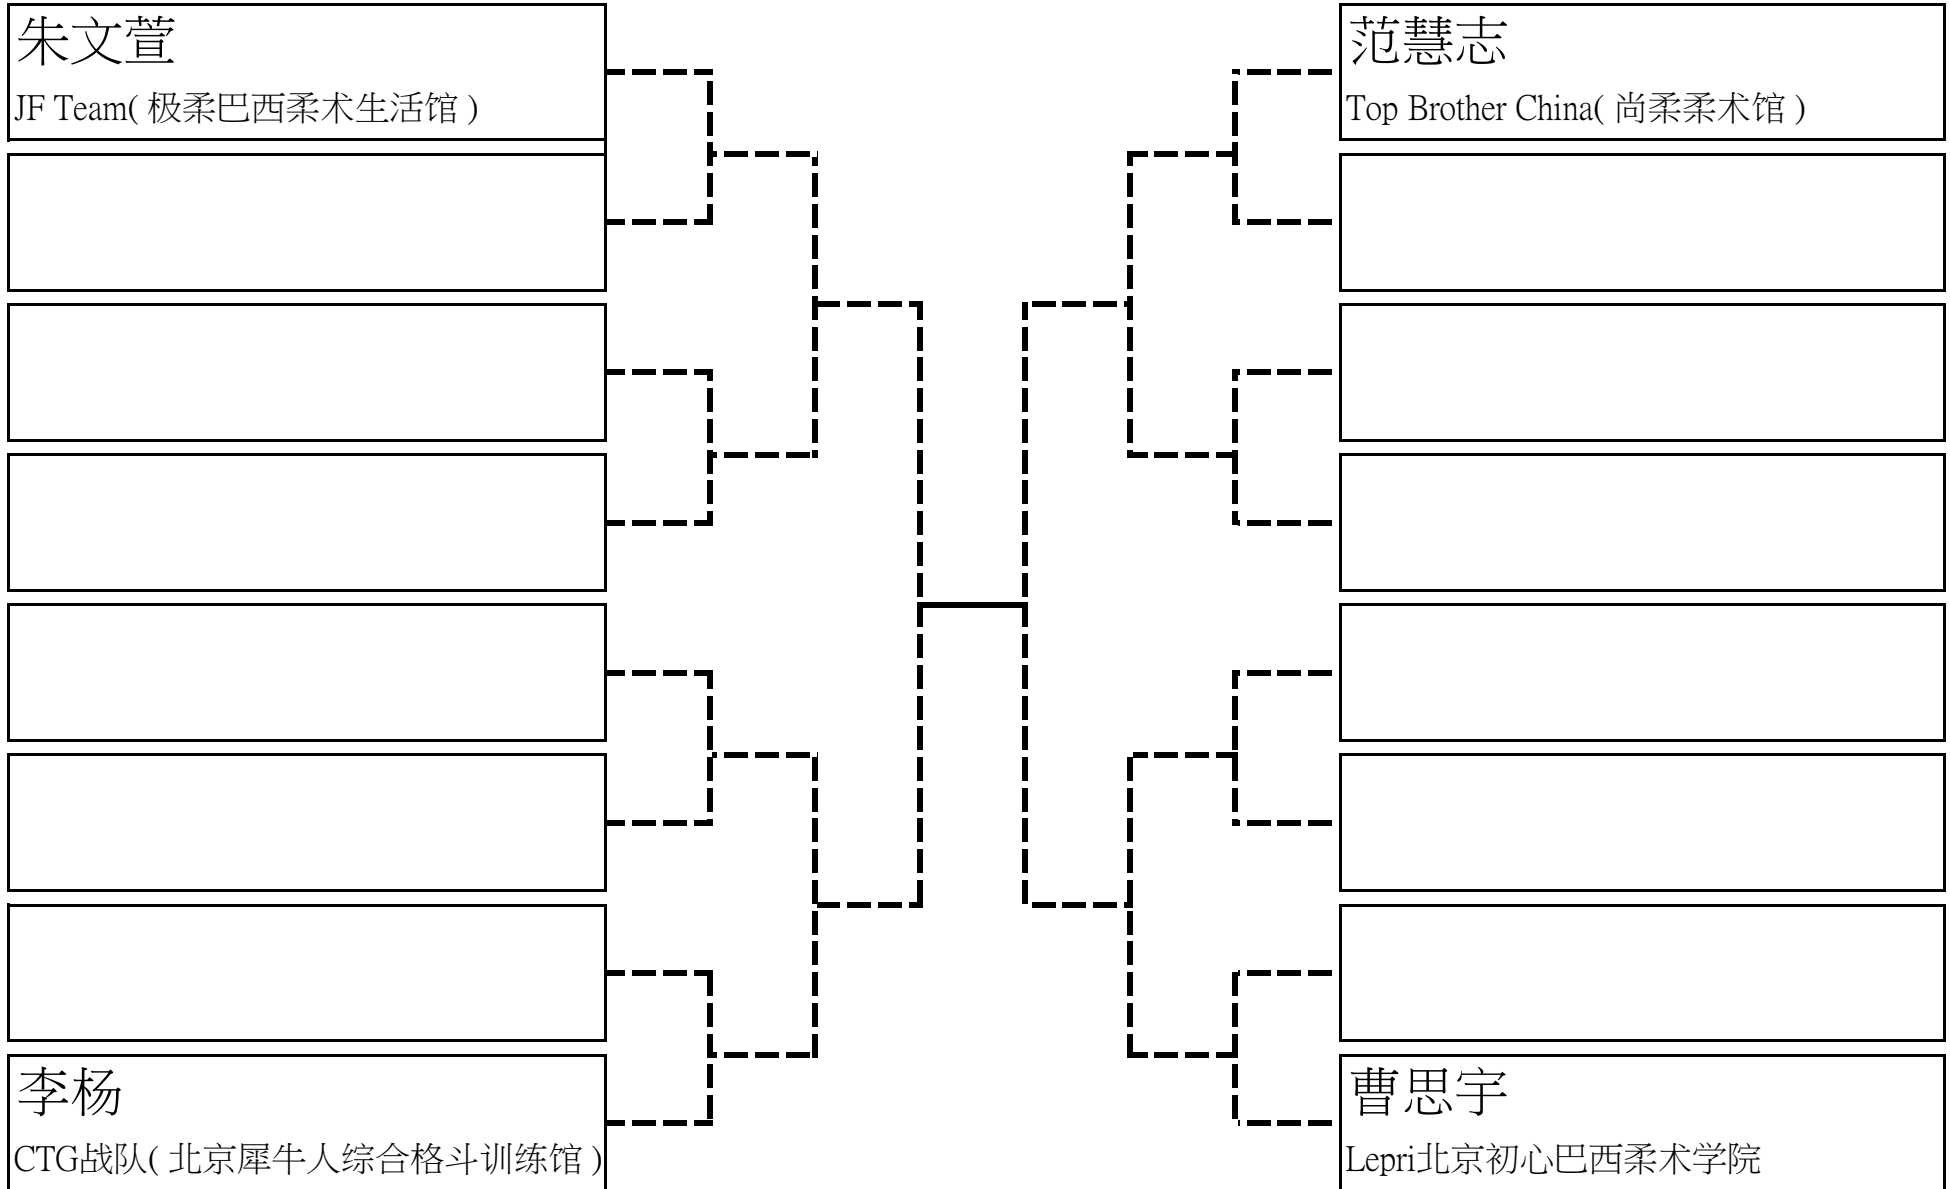 朱文萱
JF Team( 极柔巴西柔术生活馆 )
范慧志
Top Brother China( 尚柔柔术馆 )
李杨
CTG战队( 北京犀牛人综合格斗训练馆 )
曹思宇
Lepri北京初心巴西柔术学院